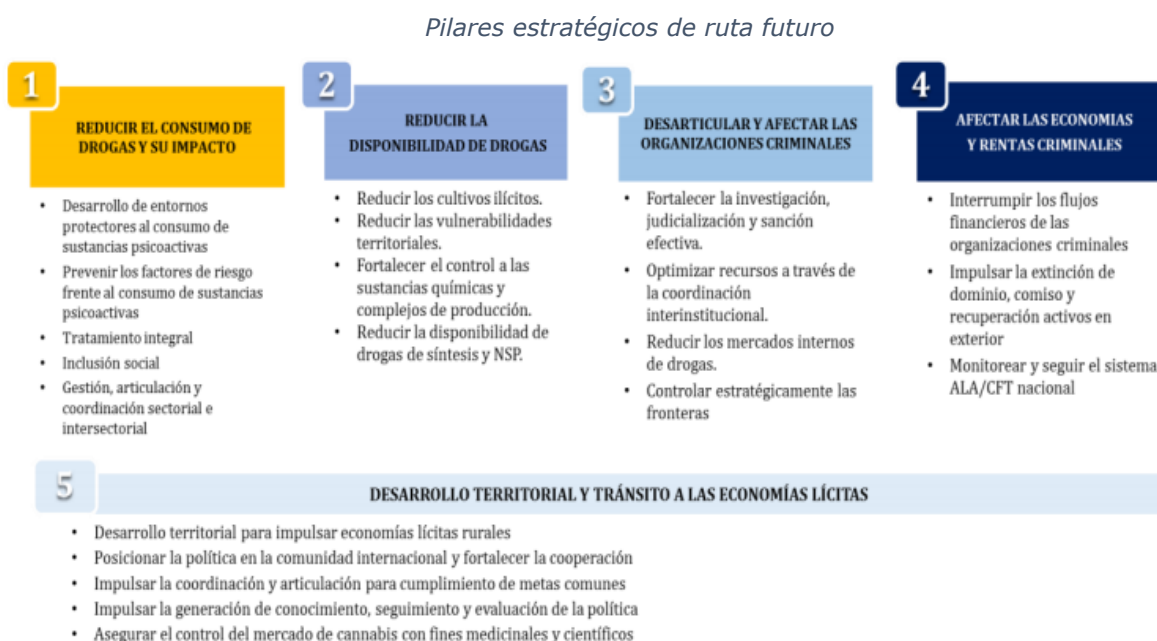 Pilares estratégicos de ruta futuro
1
REDUCIR EL CONSUMO DE
DROGAS Y SU IMPACTO
• Desarrollo de entornos
protectores al consumo de
sustancias psicoactivas
• Prevenir los factores de riesgo
frente al consumo de sustancias
psicoactivas
• Tratamiento integral
• Inclusión social
• Gestión, articulación y
coordinación sectorial e
intersectorial
2
REDUCIR LA
DISPONIBILIDAD DE DROGAS
• Reducir los cultivos ilícitos.
• Reducir las vulnerabilidades
territoriales.
• Fortalecer el control a las
sustancias químicas y
complejos de producción.
• Reducir la disponibilidad de
drogas de síntesis y NSP.
3
DESARTICULAR Y AFECTAR LAS
ORGANIZACIONES CRIMINALES
• Fortalecer la investigación,
judicialización y sanción
efectiva.
• Optimizar recursos a través de
la coordinación
interinstitucional.
• Reducir los mercados internos
de drogas.
• Controlar estratégicamente las
fronteras
4
AFECTAR LAS ECONOMIAS
Y RENTAS CRIMINALES
• Interrumpir los flujos
financieros de las
organizaciones criminales
• Impulsar la extinción de
dominio, comiso y
recuperación activos en
exterior
• Monitorear y seguir el sistema
ALA/CFT nacional
5
DESARROLLO TERRITORIAL Y TRÁNSITO A LAS ECONOMÍAS LÍCITAS
• Desarrollo territorial para impulsar economías lícitas rurales
• Posicionar la política en la comunidad internacional y fortalecer la cooperación
• Impulsar la coordinación y articulación para cumplimiento de metas comunes
• Impulsar la generación de conocimiento, seguimiento y evaluación de la política
• Asegurar el control del mercado de cannabis con fines medicinales y científicos